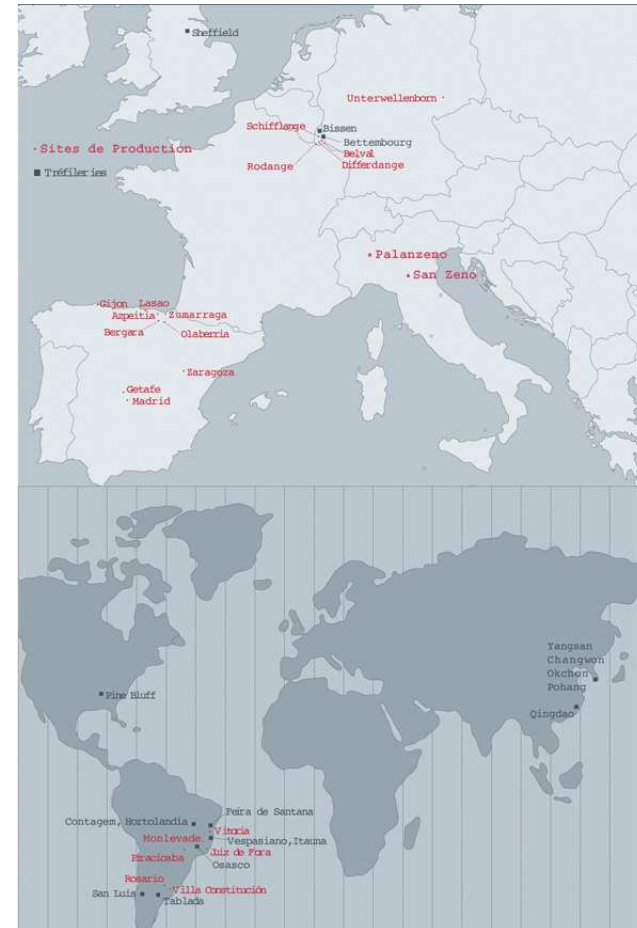 Sheffield
Unterwellenborn
Schifflange
Bissen
Bettembourg
Belval
Differdange
Rodange
Sites de Production
Tréfileries
Palanzeno
San Zeno
Gijon Lasao
Azpeitia Zumarraga
Bergara Olaberria
Zaragoza
Getafe
Madrid
Yangsan
Changwon
Okchon
Pohang
Qingdao
Pine Bluff
Feira de Santana
Contagem, Hortolandia
Vitoria
Monlevade
Vespasiano, Itauna
Juiz de Fora
Piracicaba
Osasco
Rosario
Villa Constitución
San Luis
Tablada